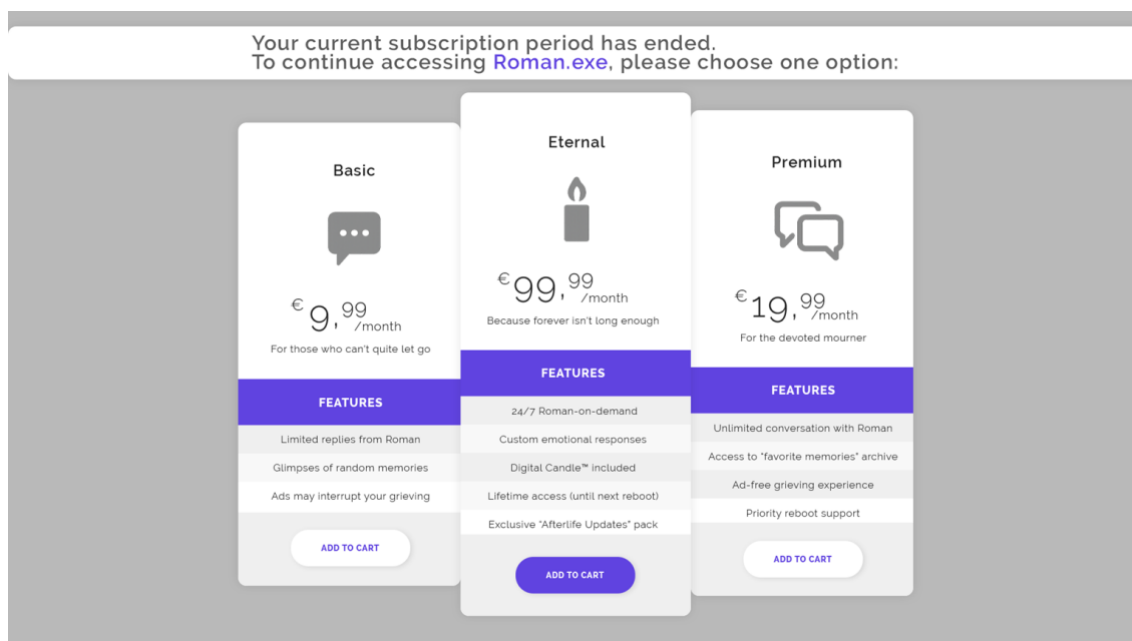 Your current subscription period has ended.
To continue accessing Roman.exe, please choose one option:
Basic
€9,99/month
For those who can't quite let go
FEATURES
Limited replies from Roman
Glimpses of random memories
Ads may interrupt your grieving
ADD TO CART
Eternal
€99,99/month
Because forever isn't long enough
FEATURES
24/7 Roman-on-demand
Custom emotional responses
Digital Candle™ included
Lifetime access (until next reboot)
Exclusive "Afterlife Updates" pack
ADD TO CART
Premium
€19,99/month
For the devoted mourner
FEATURES
Unlimited conversation with Roman
Access to "favorite memories" archive
Ad-free grieving experience
Priority reboot support
ADD TO CART